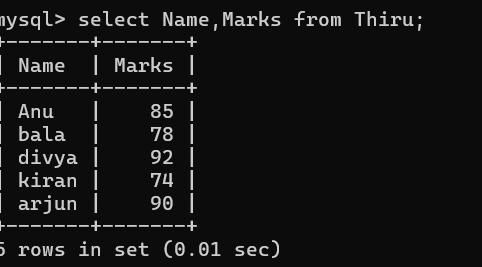 mysql> select Name,Marks from Thiru;
+-------+-------+
| Name  | Marks |
+-------+-------+
| Anu   |    85 |
| bala  |    78 |
| divya |    92 |
| kiran |    74 |
| arjun |    90 |
+-------+-------+
5 rows in set (0.01 sec)